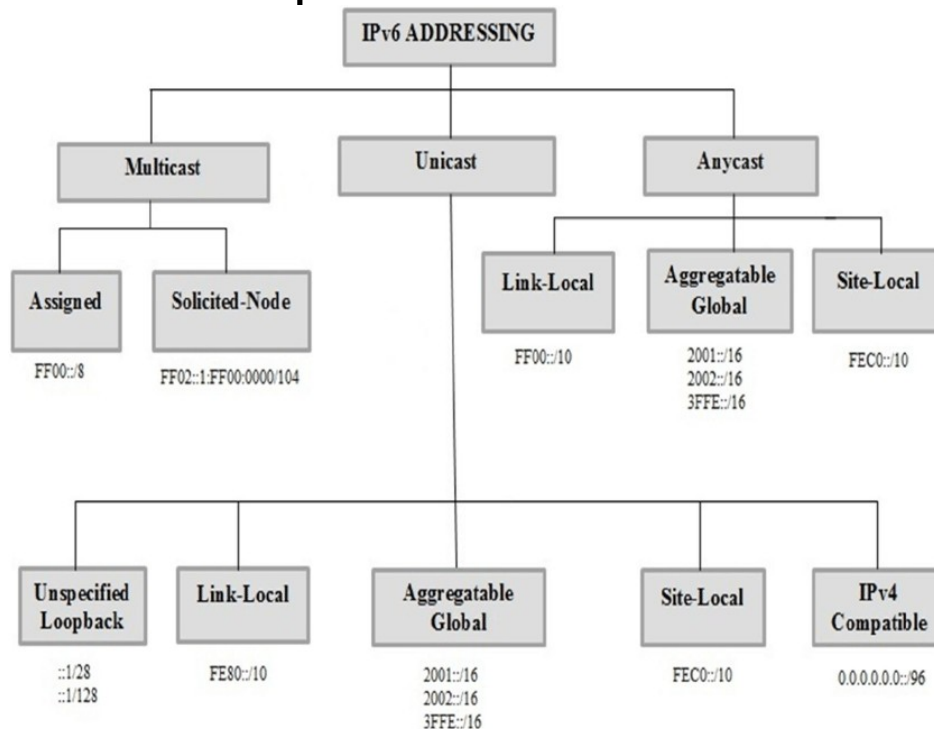 IPv6 ADDRESSING
Multicast
Unicast
Anycast
Assigned
FF00::/8
Solicited-Node
FF02::1:FF00:0000/104
Link-Local
FF00::/10
Aggregatable
Global
2001::/16
2002::/16
3FFE::/16
Site-Local
FEC0::/10
Unspecified
Loopback
::1/28
::1/128
Link-Local
FE80::/10
Aggregatable
Global
2001::/16
2002::/16
3FFE::/16
Site-Local
FEC0::/10
IPv4
Compatible
0.0.0.0.0.0::/96